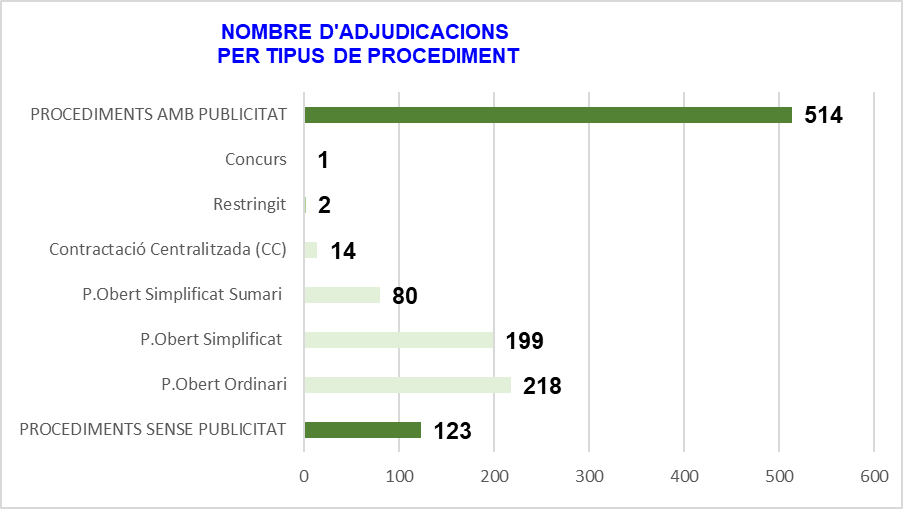 NOMBRE D'ADJUDICACIONS
PER TIPUS DE PROCEDIMENT
PROCEDIMENTS AMB PUBLICITAT 514
Concurs 1
Restringit 2
Contractació Centralitzada (CC) 14
P.Obert Simplificat Sumari 80
P.Obert Simplificat 199
P.Obert Ordinari 218
PROCEDIMENTS SENSE PUBLICITAT 123
0 100 200 300 400 500 600